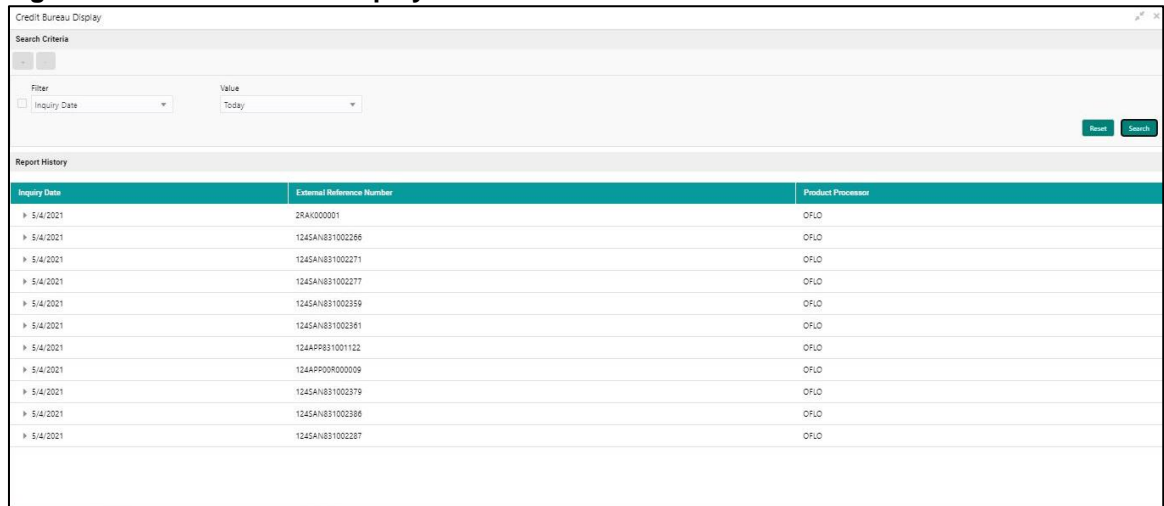 Credit Bureau Display
Search Criteria
Filter Value
Inquiry Date Today
Reset Search
Report History
Inquiry Date External Reference Number Product Processor
5/4/2021 2RAK000001 OFLO
5/4/2021 124SAN831002266 OFLO
5/4/2021 124SAN831002271 OFLO
5/4/2021 124SAN831002277 OFLO
5/4/2021 124SAN831002359 OFLO
5/4/2021 124SAN831002361 OFLO
5/4/2021 124APP831001122 OFLO
5/4/2021 124APP00R000009 OFLO
5/4/2021 124SAN831002379 OFLO
5/4/2021 124SAN831002386 OFLO
5/4/2021 124SAN831002287 OFLO